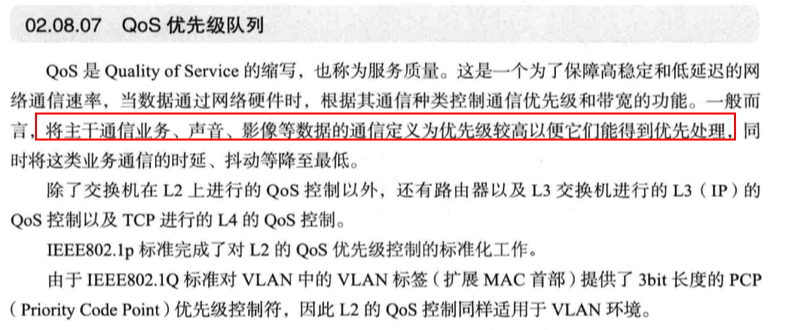 02.08.07 QoS 优先级队列
QoS 是 Quality of Service 的缩写，也称为服务质量。这是一个为了保障高稳定和低延迟的网
络通信速率，当数据通过网络硬件时，根据其通信种类控制通信优先级和带宽的功能。一般而
言，将主干通信业务、声音、影像等数据的通信定义为优先级较高以便它们能得到优先处理，同
时将这类业务通信的时延、抖动等降至最低。
除了交换机在 L2 上进行的 QoS 控制以外，还有路由器以及 L3 交换机进行的 L3（IP）的
QoS 控制以及 TCP 进行的 L4 的 QoS 控制。
IEEE802.1p 标准完成了对 L2 的 QoS 优先级控制的标准化工作。
由于 IEEE802.1Q 标准对 VLAN 中的 VLAN 标签（扩展 MAC 首部）提供了 3bit 长度的 PCP
（Priority Code Point）优先级控制符，因此 L2 的 QoS 控制同样适用于 VLAN 环境。